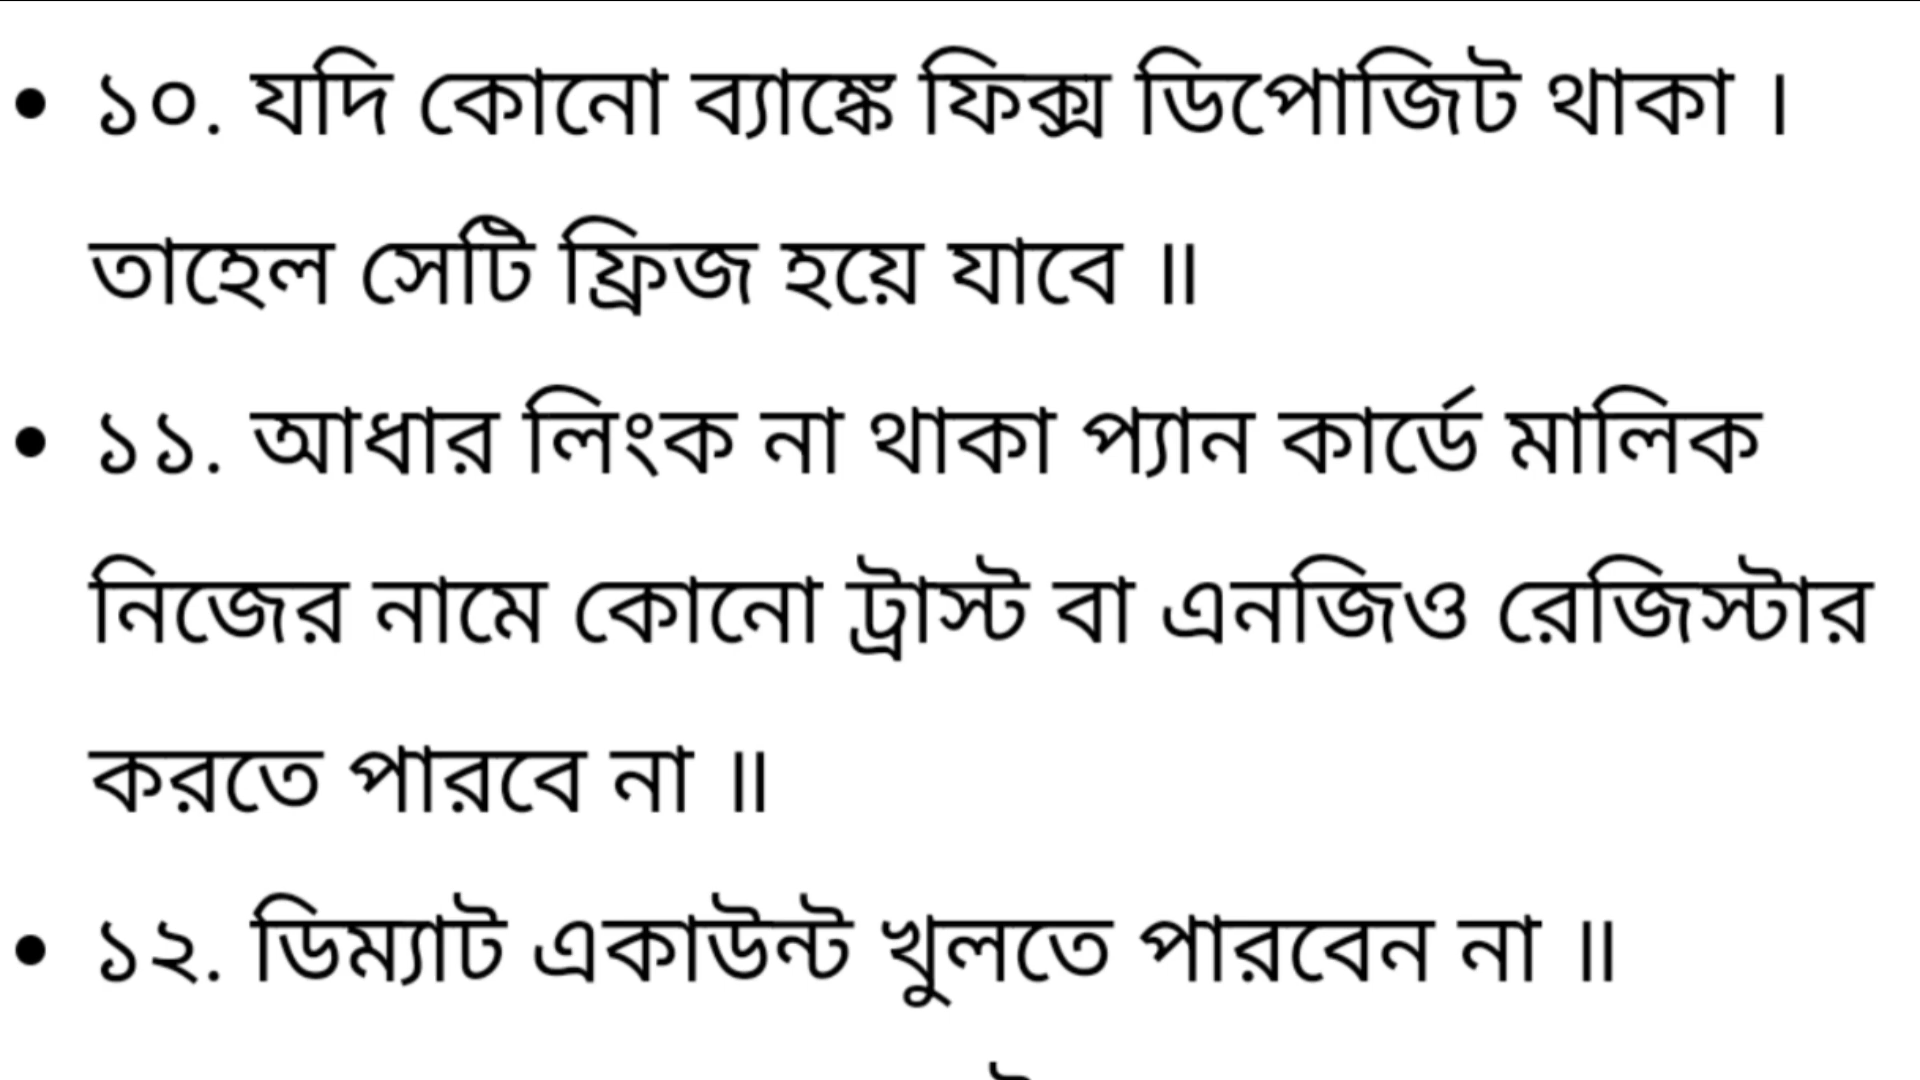 • ১০. যদি কোনো ব্যাঙ্কে ফিক্স ডিপোজিট থাকা ।
তাহেল সেটি ফ্রিজ হয়ে যাবে ॥
• ১১. আধার লিংক না থাকা প্যান কার্ডে মালিক
নিজের নামে কোনো ট্রাস্ট বা এনজিও রেজিস্টার
করতে পারবে না ॥
• ১২. ডিম্যাট একাউন্ট খুলতে পারবেন না ॥